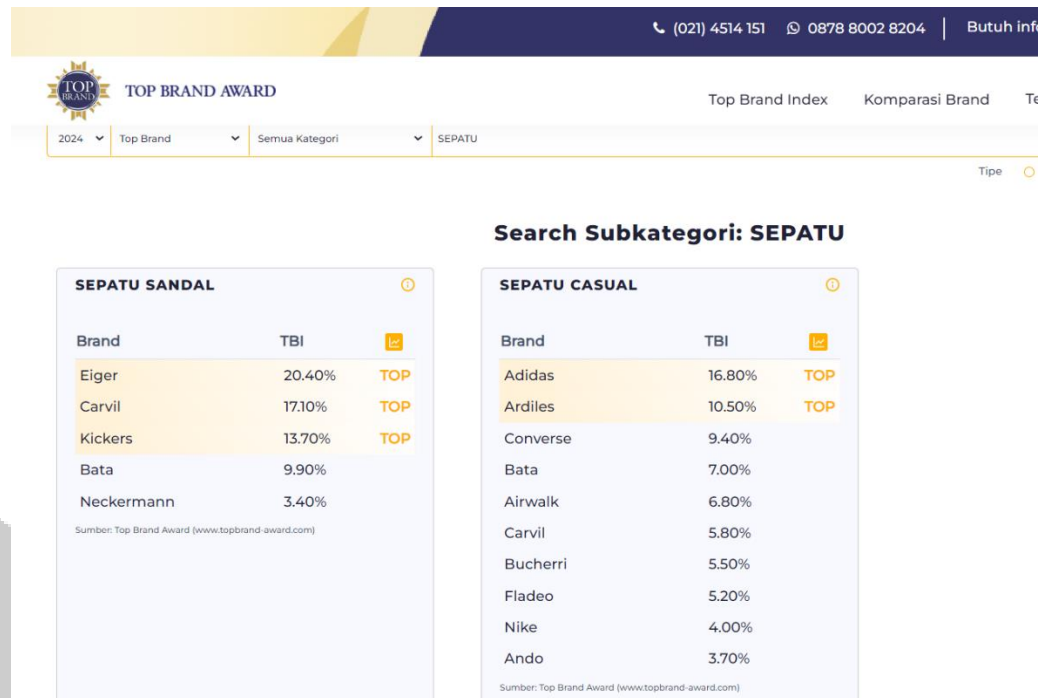 (021) 4514 151 0878 8002 8204 | Butuh info
TOP BRAND
TOP BRAND AWARD
Top Brand Index Komparasi Brand Te
2024 Top Brand Semua Kategori SEPATU
Tipe
Search Subkategori: SEPATU
SEPATU SANDAL
Brand TBI
Eiger 20.40% TOP
Carvil 17.10% TOP
Kickers 13.70% TOP
Bata 9.90%
Neckermann 3.40%
Sumber: Top Brand Award (www.topbrand-award.com)
SEPATU CASUAL
Brand TBI
Adidas 16.80% TOP
Ardiles 10.50% TOP
Converse 9.40%
Bata 7.00%
Airwalk 6.80%
Carvil 5.80%
Bucherri 5.50%
Fladeo 5.20%
Nike 4.00%
Ando 3.70%
Sumber: Top Brand Award (www.topbrand-award.com)